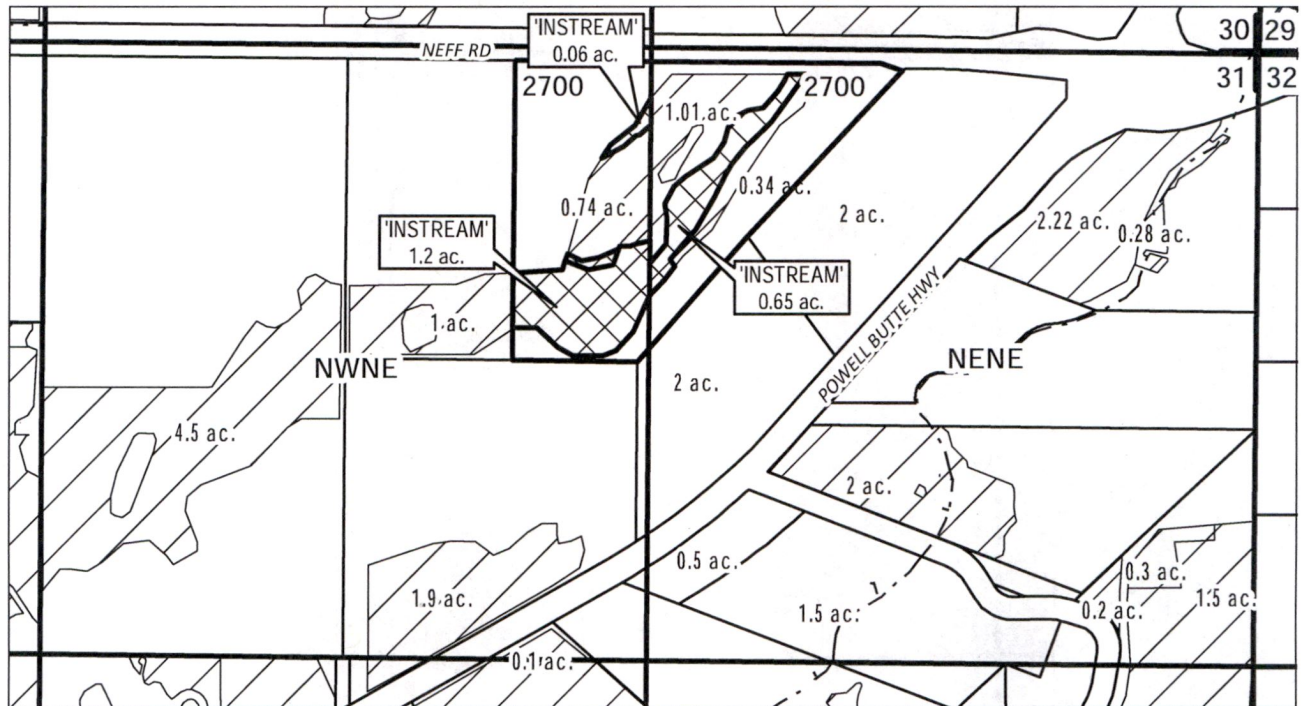 'INSTREAM'
0.06 ac.
30
29
NEFF RD
31
32
2700
2700
1.01 ac.
0.34 ac.
0.74 ac.
2 ac.
'INSTREAM'
1.2 ac.
2.22 ac.
0.28 ac.
'INSTREAM'
0.65 ac.
1 ac.
POWELL BUTTE HWY
NWNE
NENE
2 ac.
4.5 ac.
2 ac.
0.5 ac.
0.3 ac.
1.9 ac.
1.5 ac.
0.2 ac.
1.5 ac.
0.1 ac.